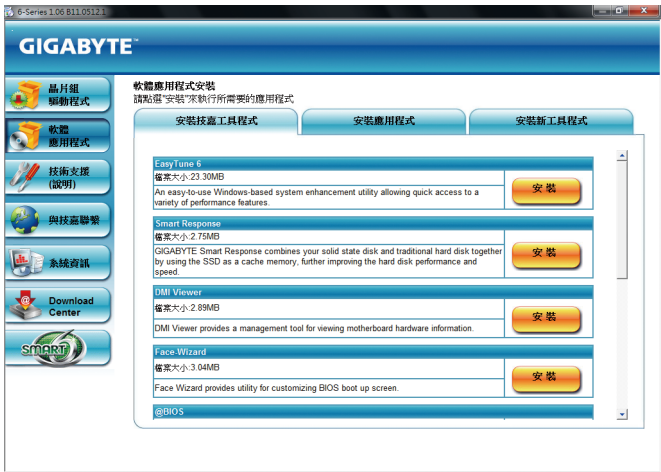 6-Series 1.06 B11.0512.1
GIGABYTE™
晶片組
驅動程式
軟體
應用程式
技術支援
(說明)
與技嘉聯繫
系統資訊
Download
Center
SMART 6
軟體應用程式安裝
請點選"安裝"來執行所需要的應用程式
安裝技嘉工具程式
安裝應用程式
安裝新工具程式
EasyTune 6
檔案大小:23.30MB
An easy-to-use Windows-based system enhancement utility allowing quick access to a
variety of performance features.
安裝
Smart Response
檔案大小:2.75MB
GIGABYTE Smart Response combines your solid state disk and traditional hard disk together
by using the SSD as a cache memory, further improving the hard disk performance and
speed.
安裝
DMI Viewer
檔案大小:2.89MB
DMI Viewer provides a management tool for viewing motherboard hardware information.
安裝
Face-Wizard
檔案大小:3.04MB
Face Wizard provides utility for customizing BIOS boot up screen.
安裝
@BIOS